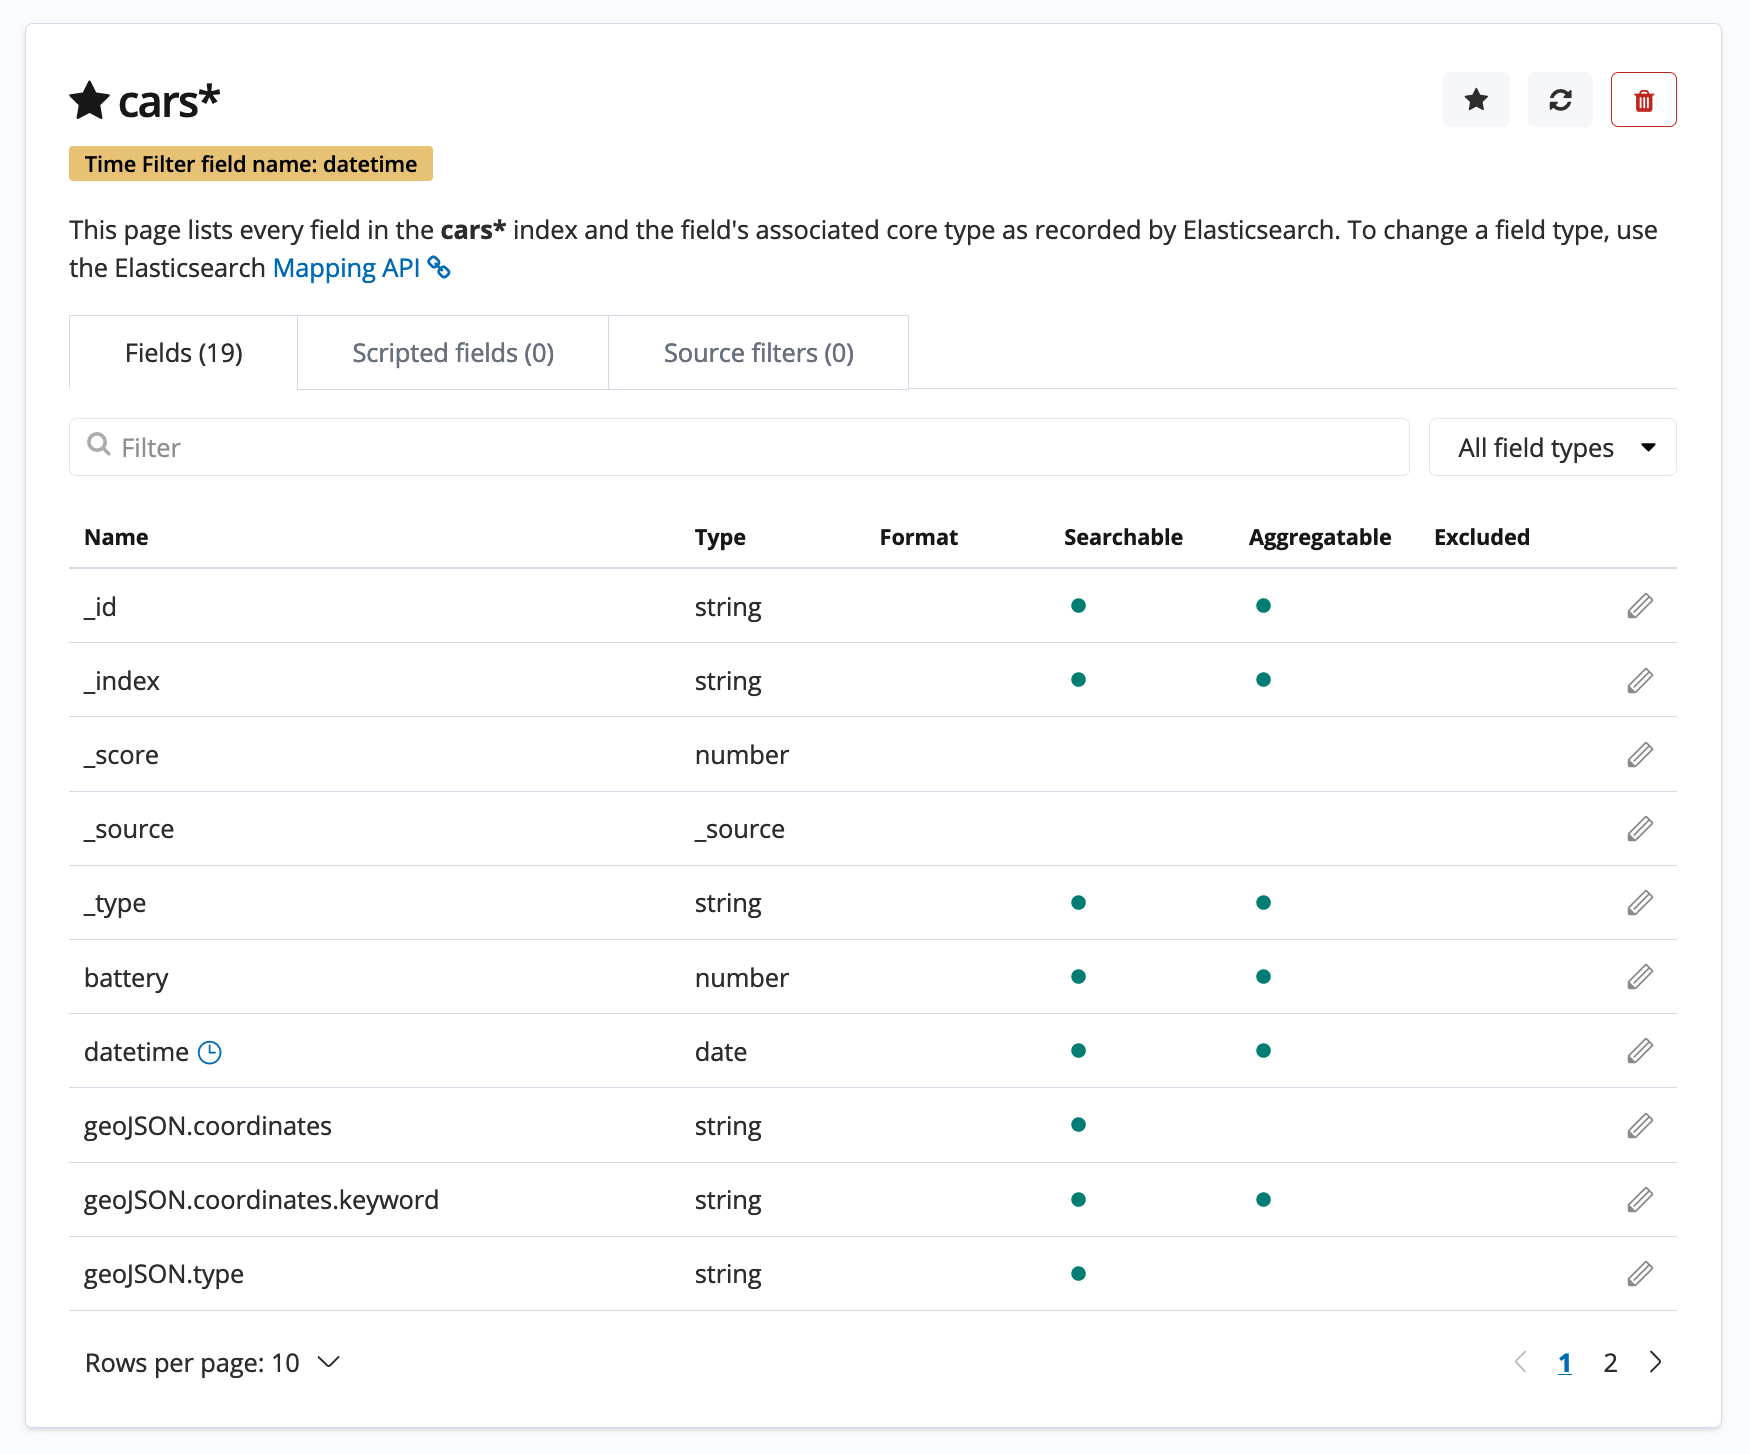 cars*
Time Filter field name: datetime
This page lists every field in the cars* index and the field's associated core type as recorded by Elasticsearch. To change a field type, use
the Elasticsearch Mapping API
Fields (19) Scripted fields (0) Source filters (0)
Filter All field types
Name Type Format Searchable Aggregatable Excluded
_id string
_index string
_score number
_source _source
_type string
battery number
datetime date
geoJSON.coordinates string
geoJSON.coordinates.keyword string
geoJSON.type string
Rows per page: 10 1 2